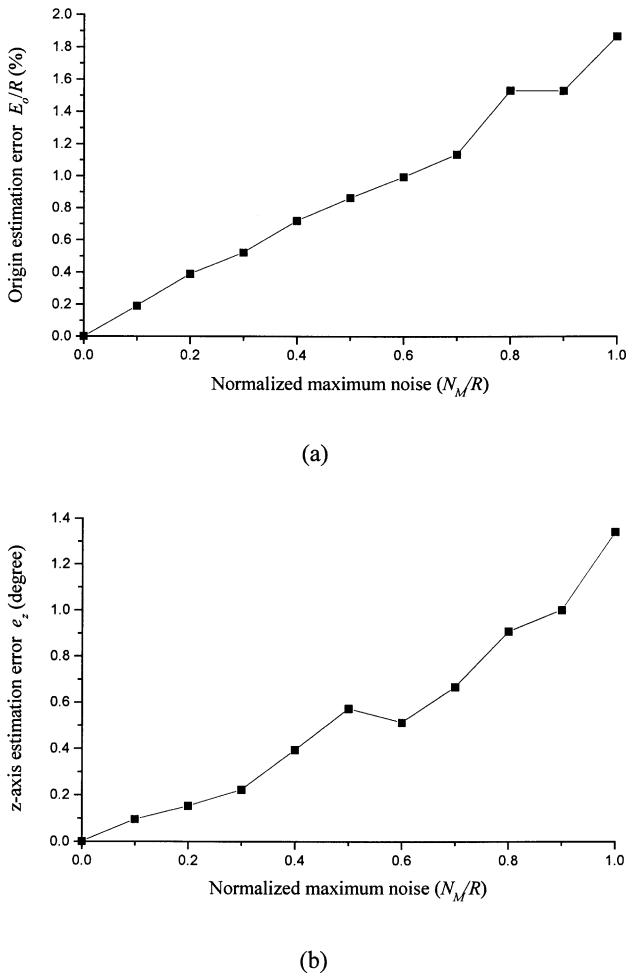 2.0
1.8
1.6
1.4
1.2
1.0
0.8
0.6
0.4
0.2
0.0
Origin estimation error E_o/R (%)
0.0 0.2 0.4 0.6 0.8 1.0
Normalized maximum noise (N_M/R)
(a)
1.4
1.2
1.0
0.8
0.6
0.4
0.2
0.0
z-axis estimation error e_z (degree)
0.0 0.2 0.4 0.6 0.8 1.0
Normalized maximum noise (N_M/R)
(b)